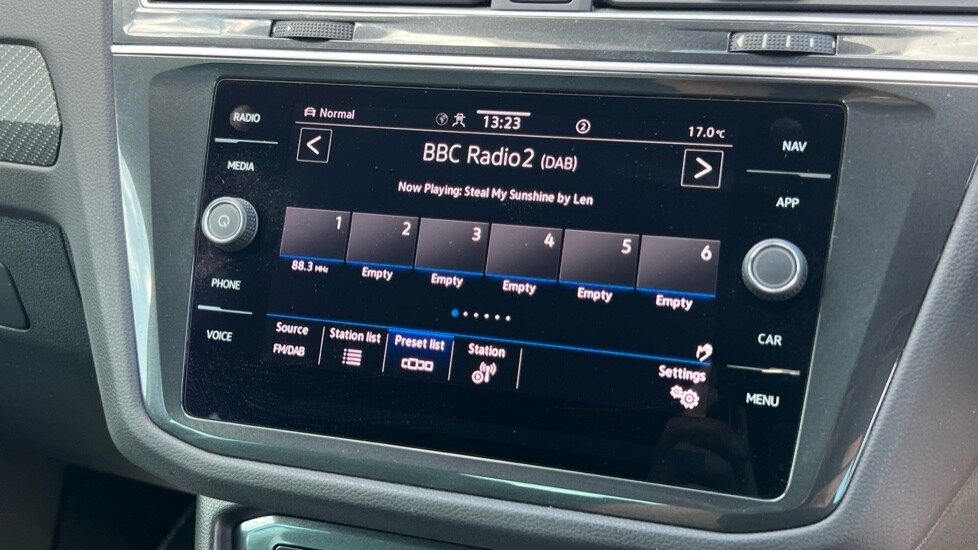 RADIO
MEDIA
PHONE
VOICE
Normal
13:23
2
17.0°C
<
BBC Radio2 (DAB)
>
Now Playing: Steal My Sunshine by Len
1 2 3 4 5 6
88.3 MHz Empty Empty Empty Empty Empty
Source Station list Preset list Station Settings
FM/DAB
NAV
APP
CAR
MENU